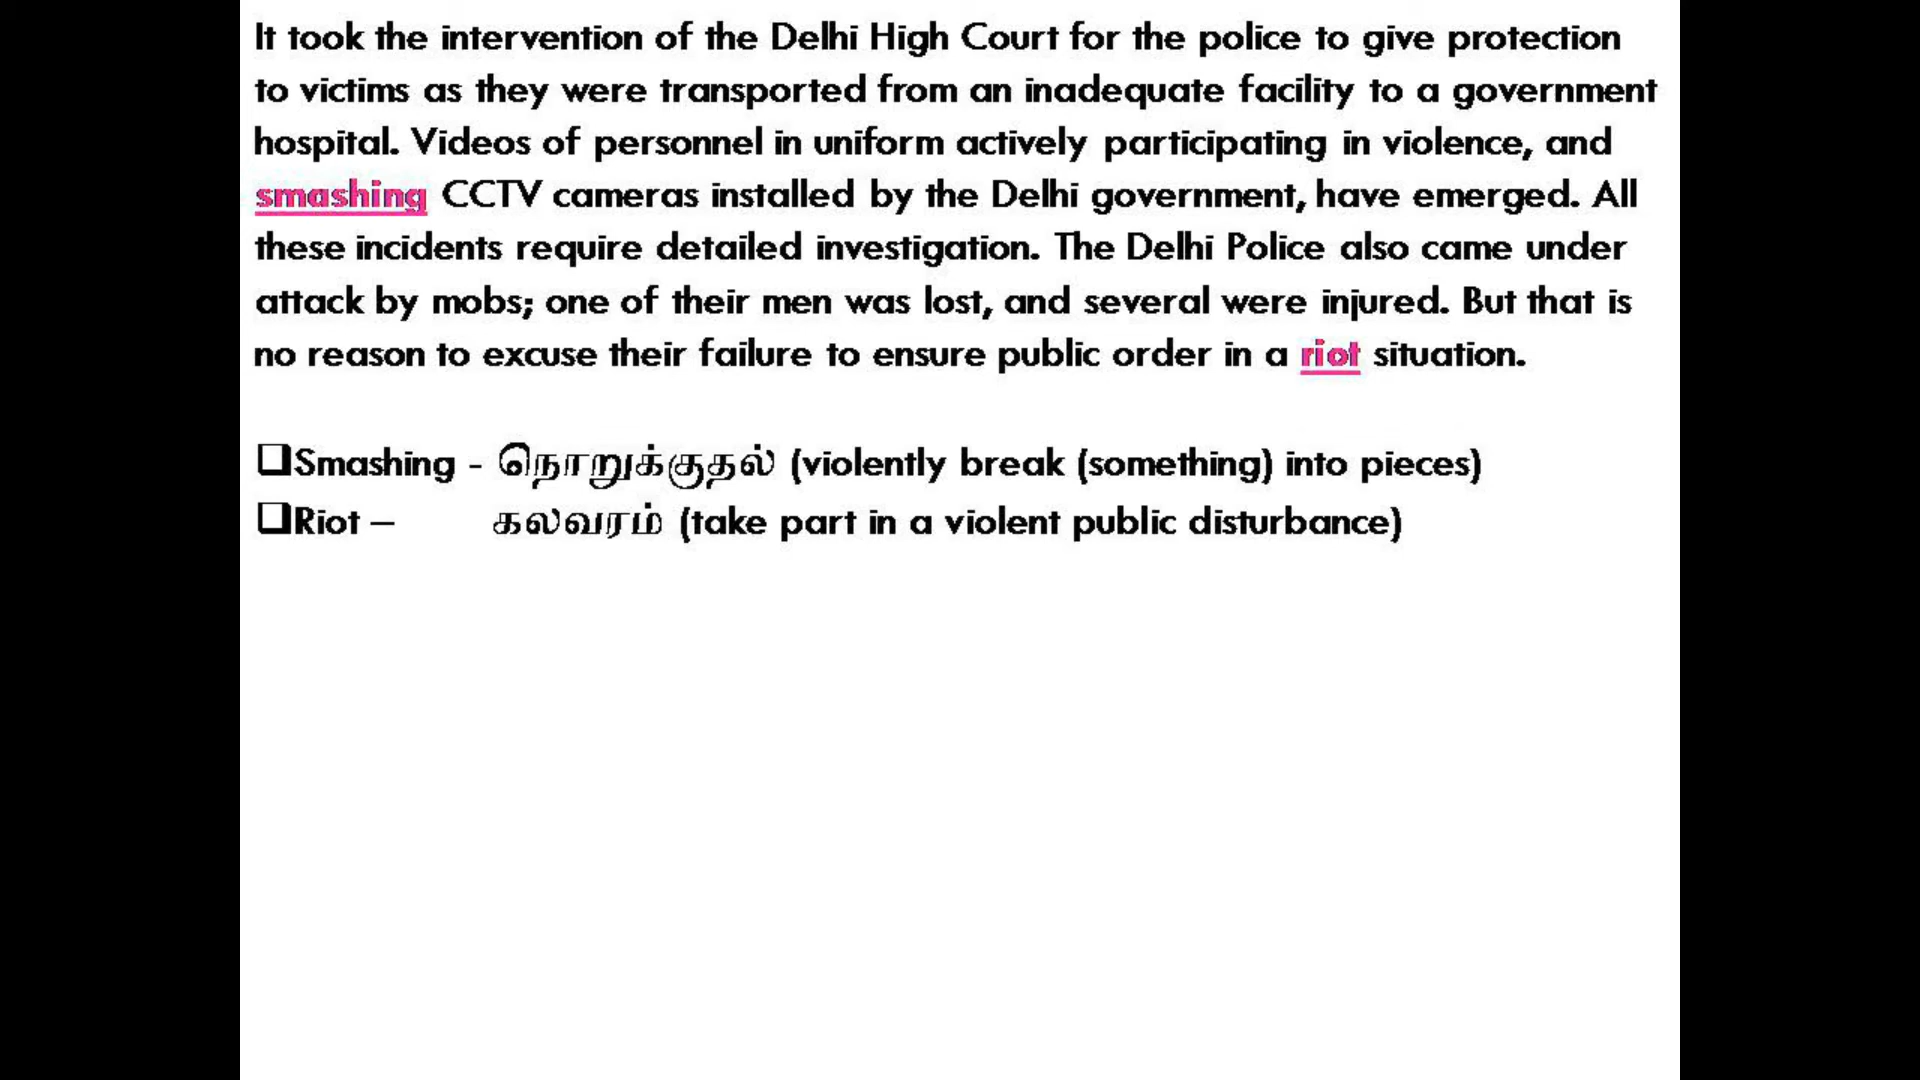 It took the intervention of the Delhi High Court for the police to give protection
to victims as they were transported from an inadequate facility to a government
hospital. Videos of personnel in uniform actively participating in violence, and
smashing CCTV cameras installed by the Delhi government, have emerged. All
these incidents require detailed investigation. The Delhi Police also came under
attack by mobs; one of their men was lost, and several were injured. But that is
no reason to excuse their failure to ensure public order in a riot situation.
❑Smashing - நொறுக்குதல் (violently break (something) into pieces)
❑Riot – கலவரம் (take part in a violent public disturbance)